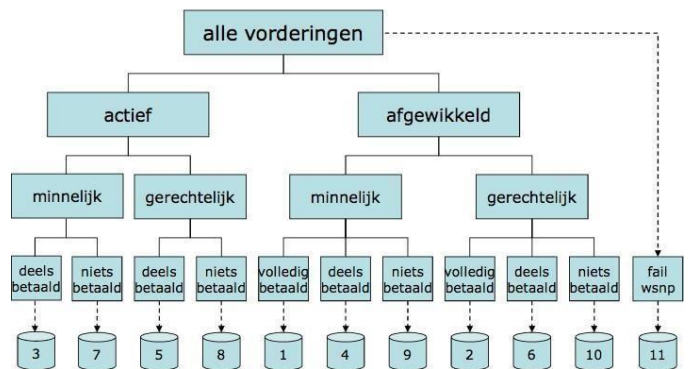 alle vorderingen
actief
afgewikkeld
minnelijk
gerechtelijk
minnelijk
gerechtelijk
deels
betaald
niets
betaald
deels
betaald
niets
betaald
volledig
betaald
deels
betaald
niets
betaald
volledig
betaald
deels
betaald
niets
betaald
fail
wsnp
3
7
5
8
1
4
9
2
6
10
11